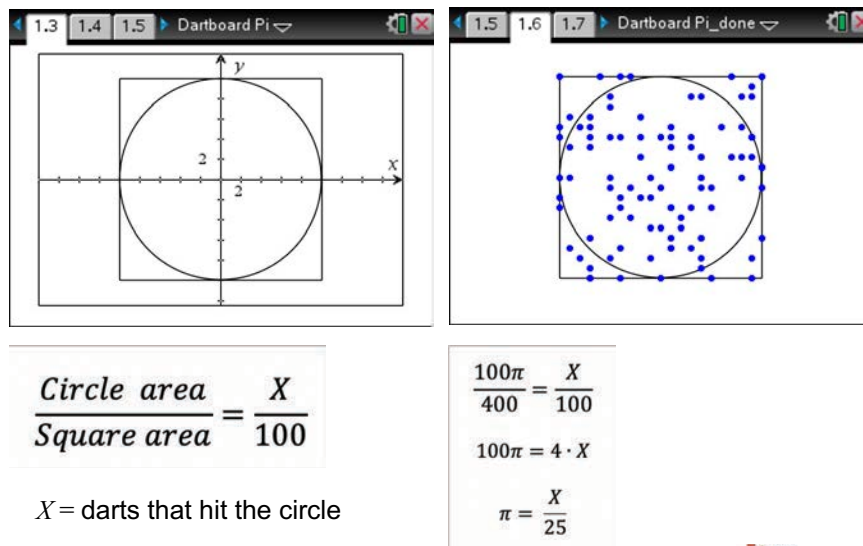 1.3 1.4 1.5 Dartboard Pi
y
2
x
2
1.5 1.6 1.7 Dartboard Pi_done
Circle area / Square area = X / 100
X = darts that hit the circle
100π / 400 = X / 100
100π = 4 · X
π = X / 25